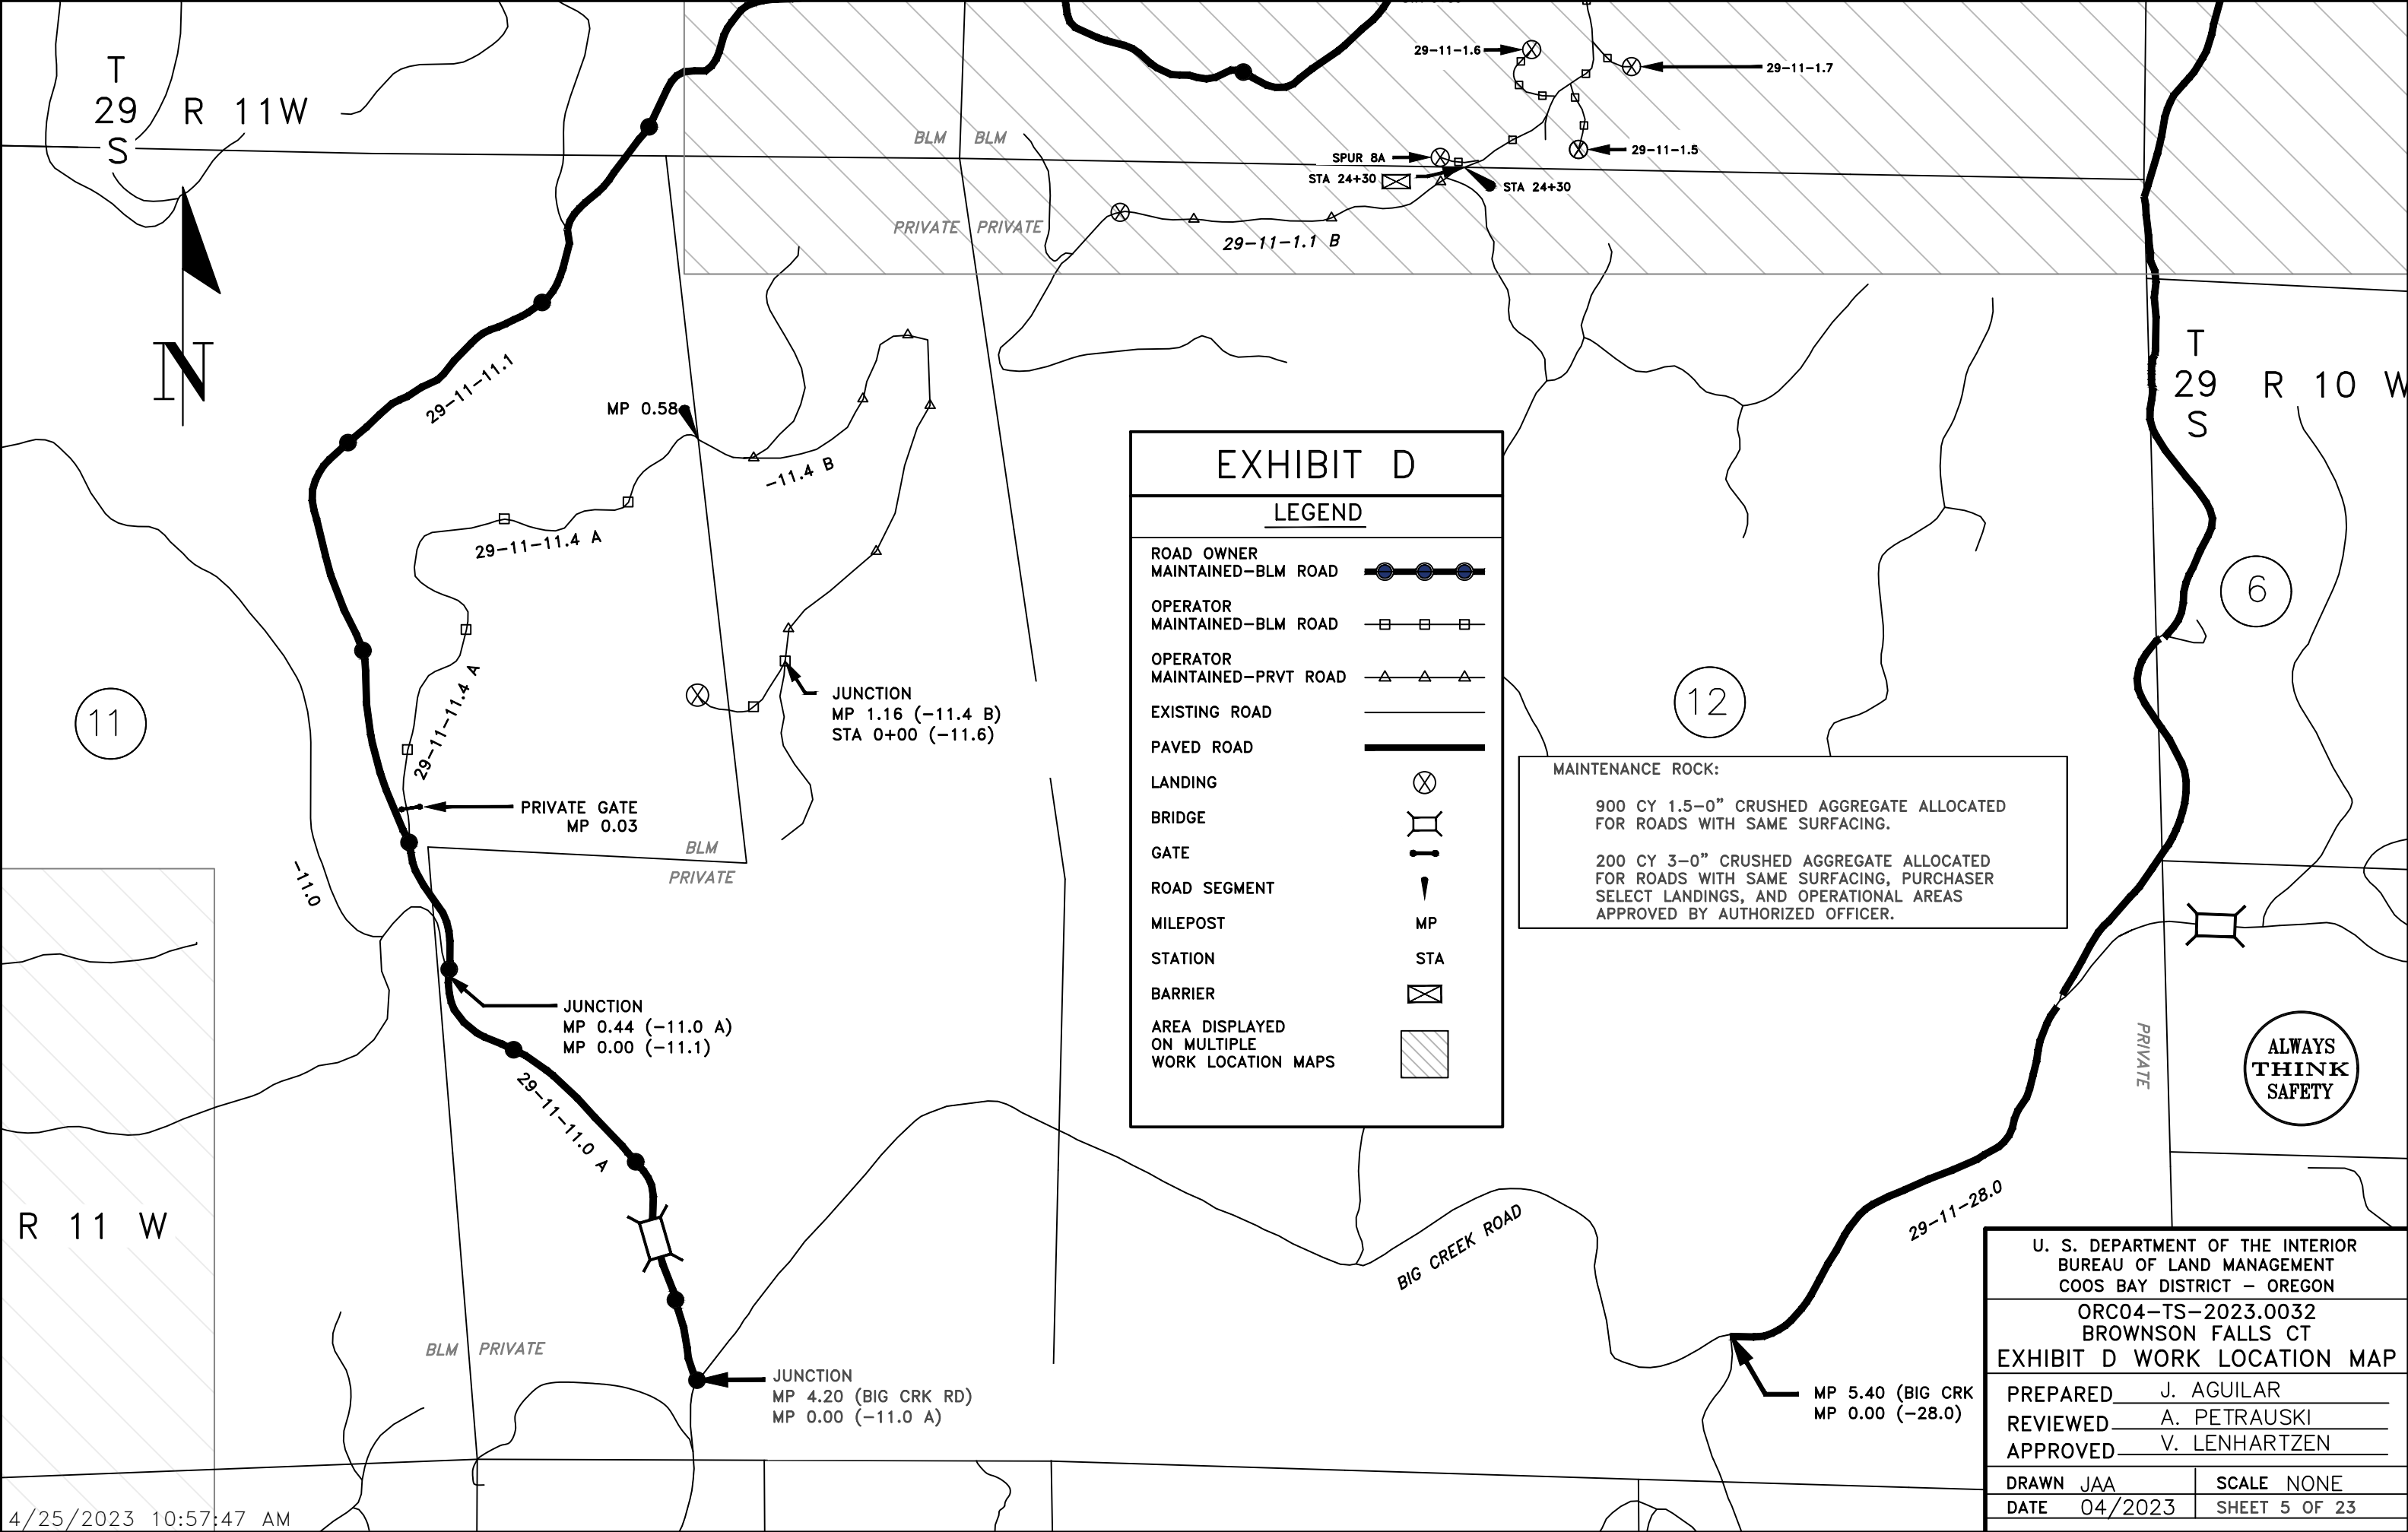 29-11-1.6
29-11-1.7
T
29 R 11W
S
BLM BLM
SPUR 8A
29-11-1.5
STA 24+30
STA 24+30
PRIVATE PRIVATE
29-11-1.1 B
N
29-11-11.1
MP 0.58
-11.4 B
29-11-11.4 A
29-11-11.4 A
T
29 R 10 W
S
6
11
12
JUNCTION
MP 1.16 (-11.4 B)
STA 0+00 (-11.6)
PRIVATE GATE
MP 0.03
BLM
PRIVATE
-11.0
JUNCTION
MP 0.44 (-11.0 A)
MP 0.00 (-11.1)
29-11-11.0 A
R 11 W
BLM PRIVATE
JUNCTION
MP 4.20 (BIG CRK RD)
MP 0.00 (-11.0 A)
EXHIBIT D
LEGEND
ROAD OWNER
MAINTAINED-BLM ROAD
OPERATOR
MAINTAINED-BLM ROAD
OPERATOR
MAINTAINED-PRVT ROAD
EXISTING ROAD
PAVED ROAD
LANDING
BRIDGE
GATE
ROAD SEGMENT
MILEPOST MP
STATION STA
BARRIER
AREA DISPLAYED
ON MULTIPLE
WORK LOCATION MAPS
MAINTENANCE ROCK:
900 CY 1.5-0" CRUSHED AGGREGATE ALLOCATED
FOR ROADS WITH SAME SURFACING.
200 CY 3-0" CRUSHED AGGREGATE ALLOCATED
FOR ROADS WITH SAME SURFACING, PURCHASER
SELECT LANDINGS, AND OPERATIONAL AREAS
APPROVED BY AUTHORIZED OFFICER.
PRIVATE
ALWAYS
THINK
SAFETY
BIG CREEK ROAD
29-11-28.0
MP 5.40 (BIG CRK
MP 0.00 (-28.0)
U. S. DEPARTMENT OF THE INTERIOR
BUREAU OF LAND MANAGEMENT
COOS BAY DISTRICT - OREGON
ORC04-TS-2023.0032
BROWNSON FALLS CT
EXHIBIT D WORK LOCATION MAP
PREPARED J. AGUILAR
REVIEWED A. PETRAUSKI
APPROVED V. LENHARTZEN
DRAWN JAA SCALE NONE
DATE 04/2023 SHEET 5 OF 23
4/25/2023 10:57:47 AM